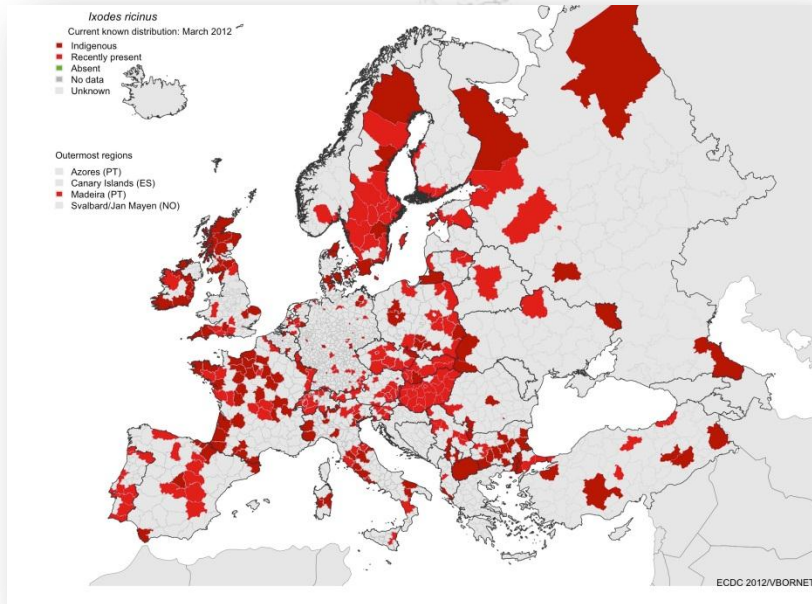 Ixodes ricinus
Current known distribution: March 2012
Indigenous
Recently present
Absent
No data
Unknown
Outermost regions
Azores (PT)
Canary Islands (ES)
Madeira (PT)
Svalbard/Jan Mayen (NO)
ECDC 2012/VBORNET